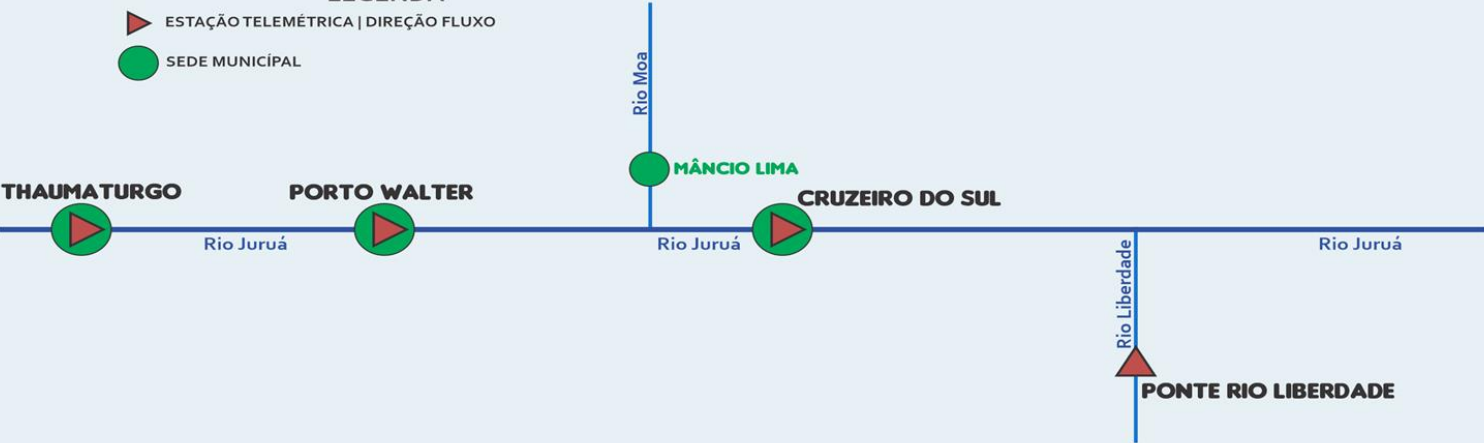 LEGENDA
ESTAÇÃO TELEMÉTRICA | DIREÇÃO FLUXO
SEDE MUNICÍPAL
Rio Moa
MÂNCIO LIMA
THAUMATURGO
PORTO WALTER
CRUZEIRO DO SUL
Rio Juruá
Rio Juruá
Rio Juruá
Rio Liberdade
PONTE RIO LIBERDADE